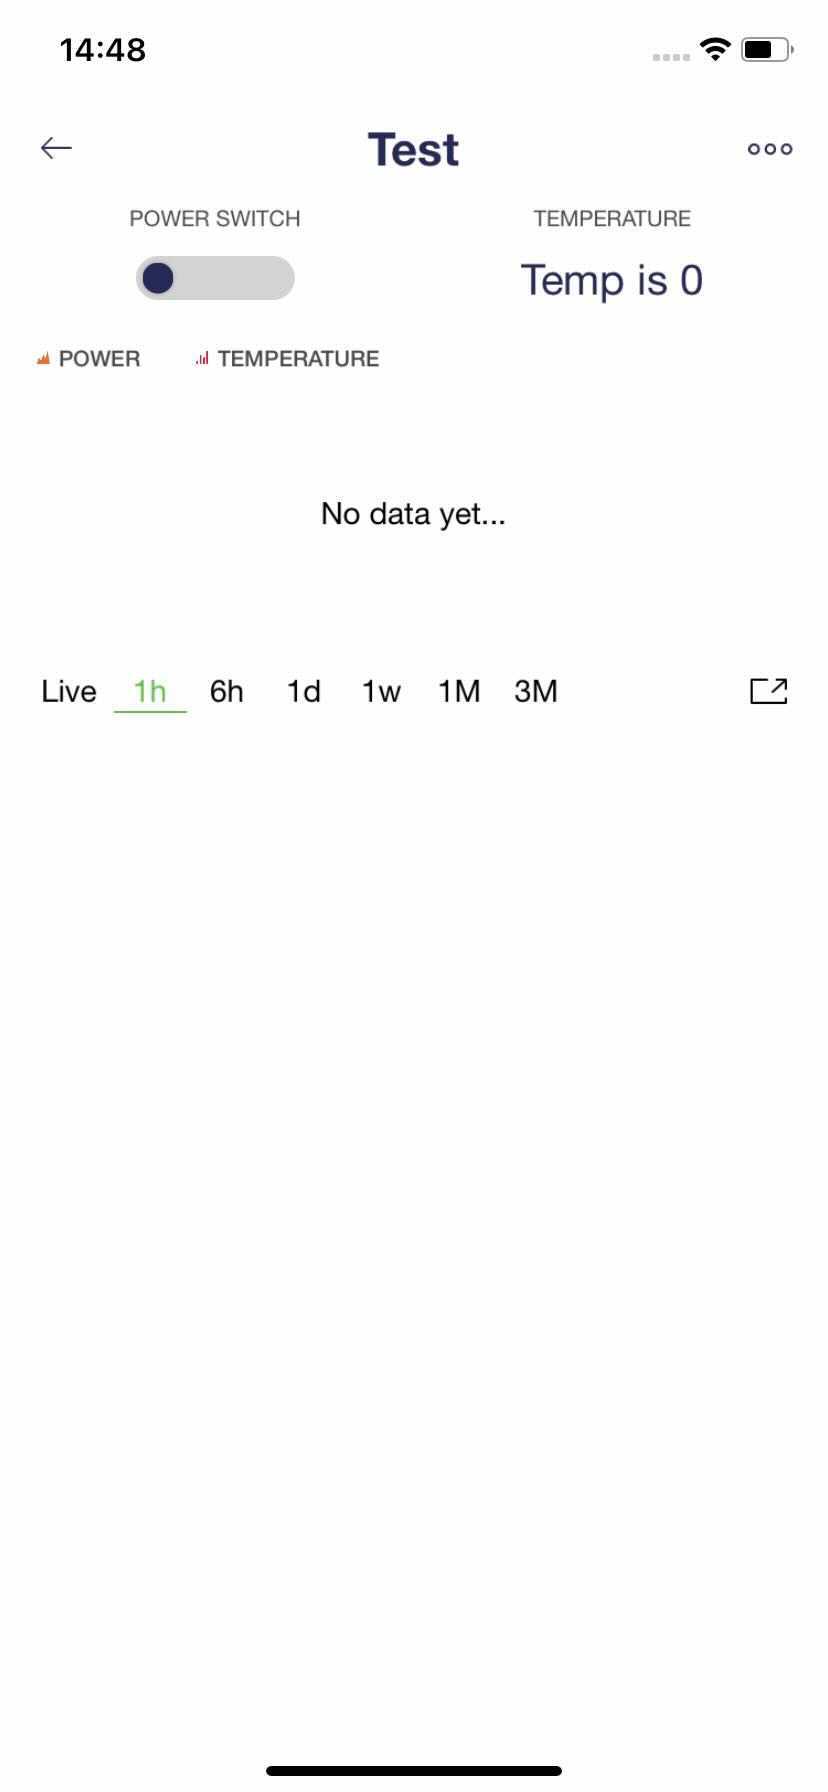 14:48
Test
POWER SWITCH TEMPERATURE
Temp is 0
POWER TEMPERATURE
No data yet...
Live 1h 6h 1d 1w 1M 3M